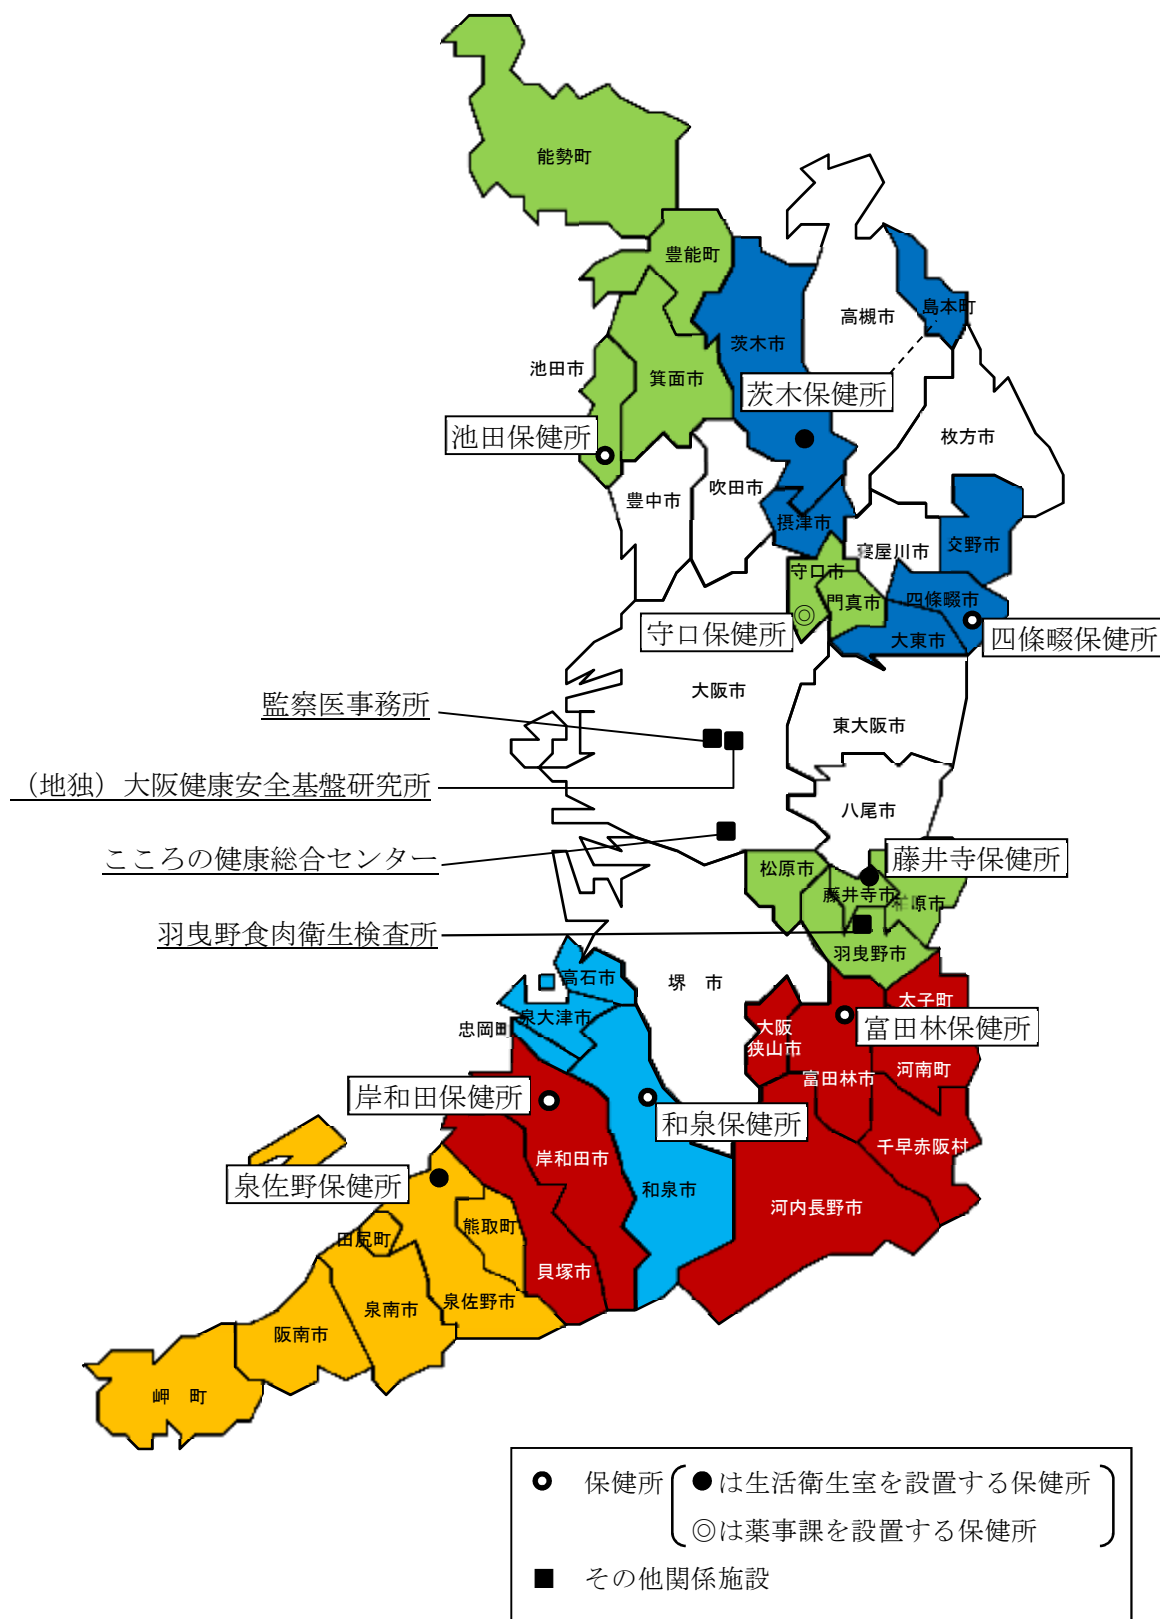 能勢町
豊能町
高槻市
島本町
茨木市
池田市
箕面市
茨木保健所
池田保健所
枚方市
吹田市
豊中市
摂津市
寝屋川市
交野市
守口市
門真市
四條畷市
守口保健所
大東市
四條畷保健所
大阪市
監察医事務所
東大阪市
(地独)大阪健康安全基盤研究所
八尾市
こころの健康総合センター
松原市
藤井寺保健所
藤井寺市
柏原市
羽曳野食肉衛生検査所
羽曳野市
高石市
堺 市
太子町
泉大津市
忠岡町
大阪
狭山市
富田林保健所
河南町
富田林市
岸和田保健所
和泉保健所
千早赤阪村
岸和田市
泉佐野保健所
和泉市
河内長野市
熊取町
田尻町
貝塚市
泉佐野市
泉南市
阪南市
岬 町
保健所 ●は生活衛生室を設置する保健所
◎は薬事課を設置する保健所
■ その他関係施設